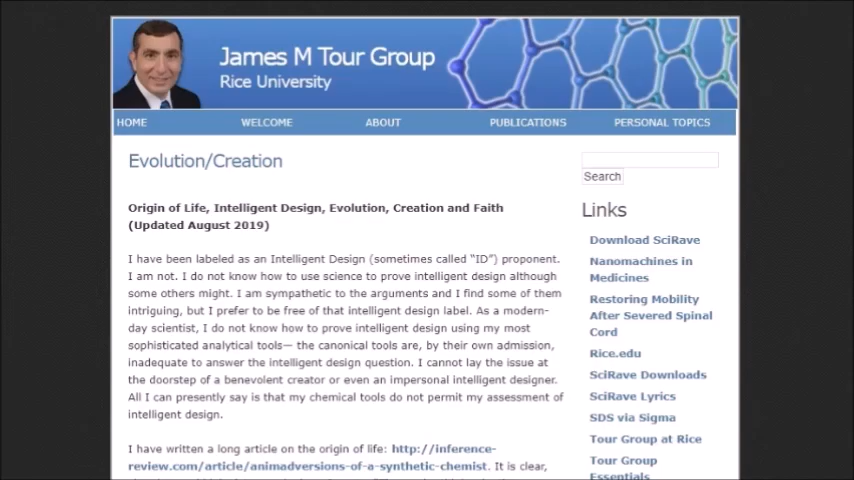 James M Tour Group
Rice University
HOME
WELCOME
ABOUT
PUBLICATIONS
PERSONAL TOPICS
Evolution/Creation
Origin of Life, Intelligent Design, Evolution, Creation and Faith
(Updated August 2019)
I have been labeled as an Intelligent Design (sometimes called “ID”) proponent.
I am not. I do not know how to use science to prove intelligent design although
some others might. I am sympathetic to the arguments and I find some of them
intriguing, but I prefer to be free of that intelligent design label. As a modern-
day scientist, I do not know how to prove intelligent design using my most
sophisticated analytical tools— the canonical tools are, by their own admission,
inadequate to answer the intelligent design question. I cannot lay the issue at
the doorstep of a benevolent creator or even an impersonal intelligent designer.
All I can presently say is that my chemical tools do not permit my assessment of
intelligent design.
I have written a long article on the origin of life: http://inference-
review.com/article/animadversions-of-a-synthetic-chemist. It is clear,
Search
Links
Download SciRave
Nanomachines in
Medicines
Restoring Mobility
After Severed Spinal
Cord
Rice.edu
SciRave Downloads
SciRave Lyrics
SDS via Sigma
Tour Group at Rice
Tour Group
Essentials